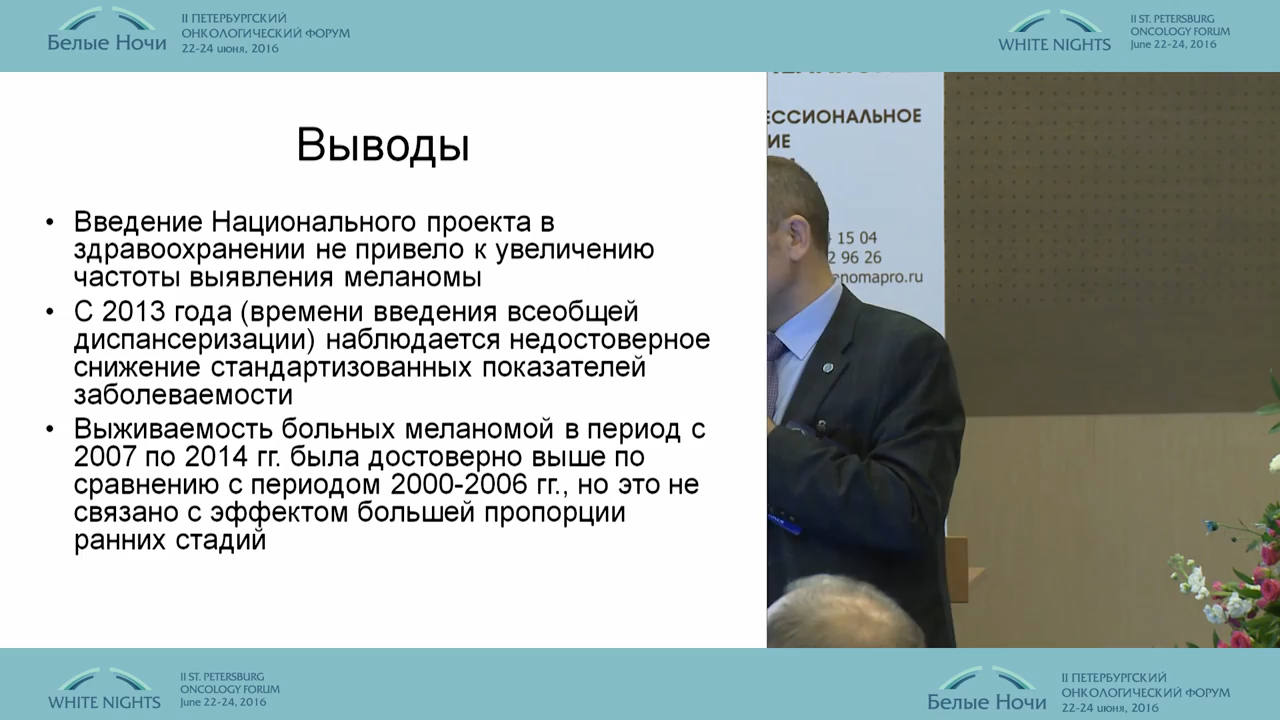 Белые Ночи
II ПЕТЕРБУРГСКИЙ
ОНКОЛОГИЧЕСКИЙ ФОРУМ
22-24 июня, 2016
WHITE NIGHTS
II ST. PETERSBURG
ONCOLOGY FORUM
June 22-24, 2016
Выводы
• Введение Национального проекта в
здравоохранении не привело к увеличению
частоты выявления меланомы
• С 2013 года (времени введения всеобщей
диспансеризации) наблюдается недостоверное
снижение стандартизованных показателей
заболеваемости
• Выживаемость больных меланомой в период с
2007 по 2014 гг. была достоверно выше по
сравнению с периодом 2000-2006 гг., но это не
связано с эффектом большей пропорции
ранних стадий
ЕССИОНАЛЬНОЕ
ИЕ
15 04
2 96 26
enomapro.ru
WHITE NIGHTS
II ST. PETERSBURG
ONCOLOGY FORUM
June 22-24, 2016
Белые Ночи
II ПЕТЕРБУРГСКИЙ
ОНКОЛОГИЧЕСКИЙ ФОРУМ
22-24 июня, 2016